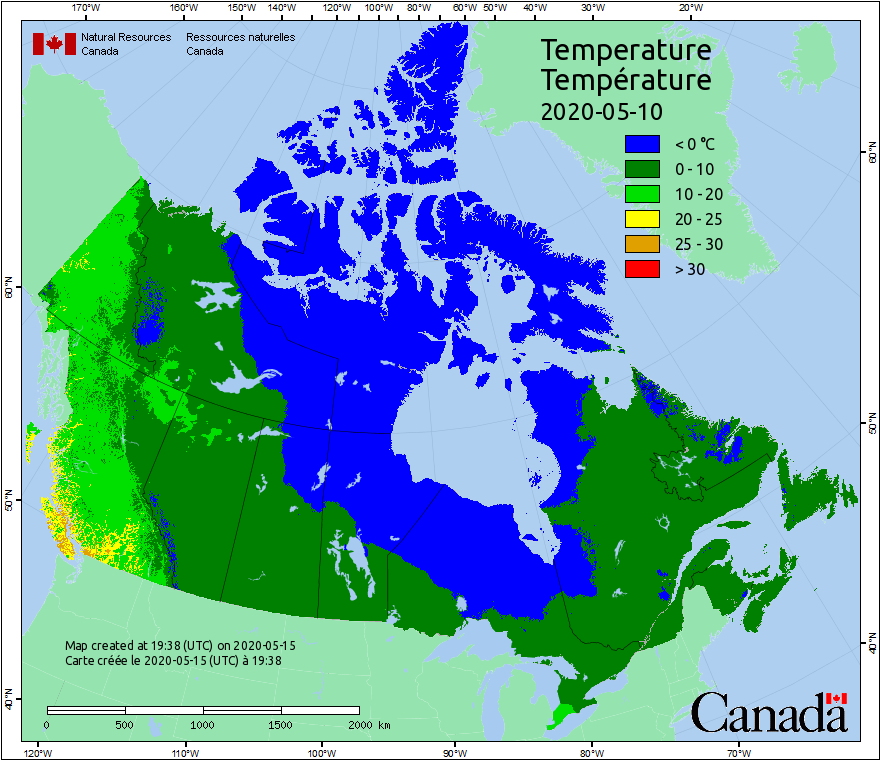 170°W 160°W 150°W 140°W 130°W 120°W 110°W 100°W 90°W 80°W 60°W 50°W 40°W 30°W 20°W
Natural Resources Ressources naturelles
Canada Canada
Temperature
Température
2020-05-10
< 0 °C
0 - 10
10 - 20
20 - 25
25 - 30
> 30
60°N
60°N
50°N
50°N
40°N
40°N
Map created at 19:38 (UTC) on 2020-05-15
Carte créée le 2020-05-15 (UTC) à 19:38
0 500 1000 1500 2000 km
Canada
120°W 110°W 100°W 90°W 80°W 70°W